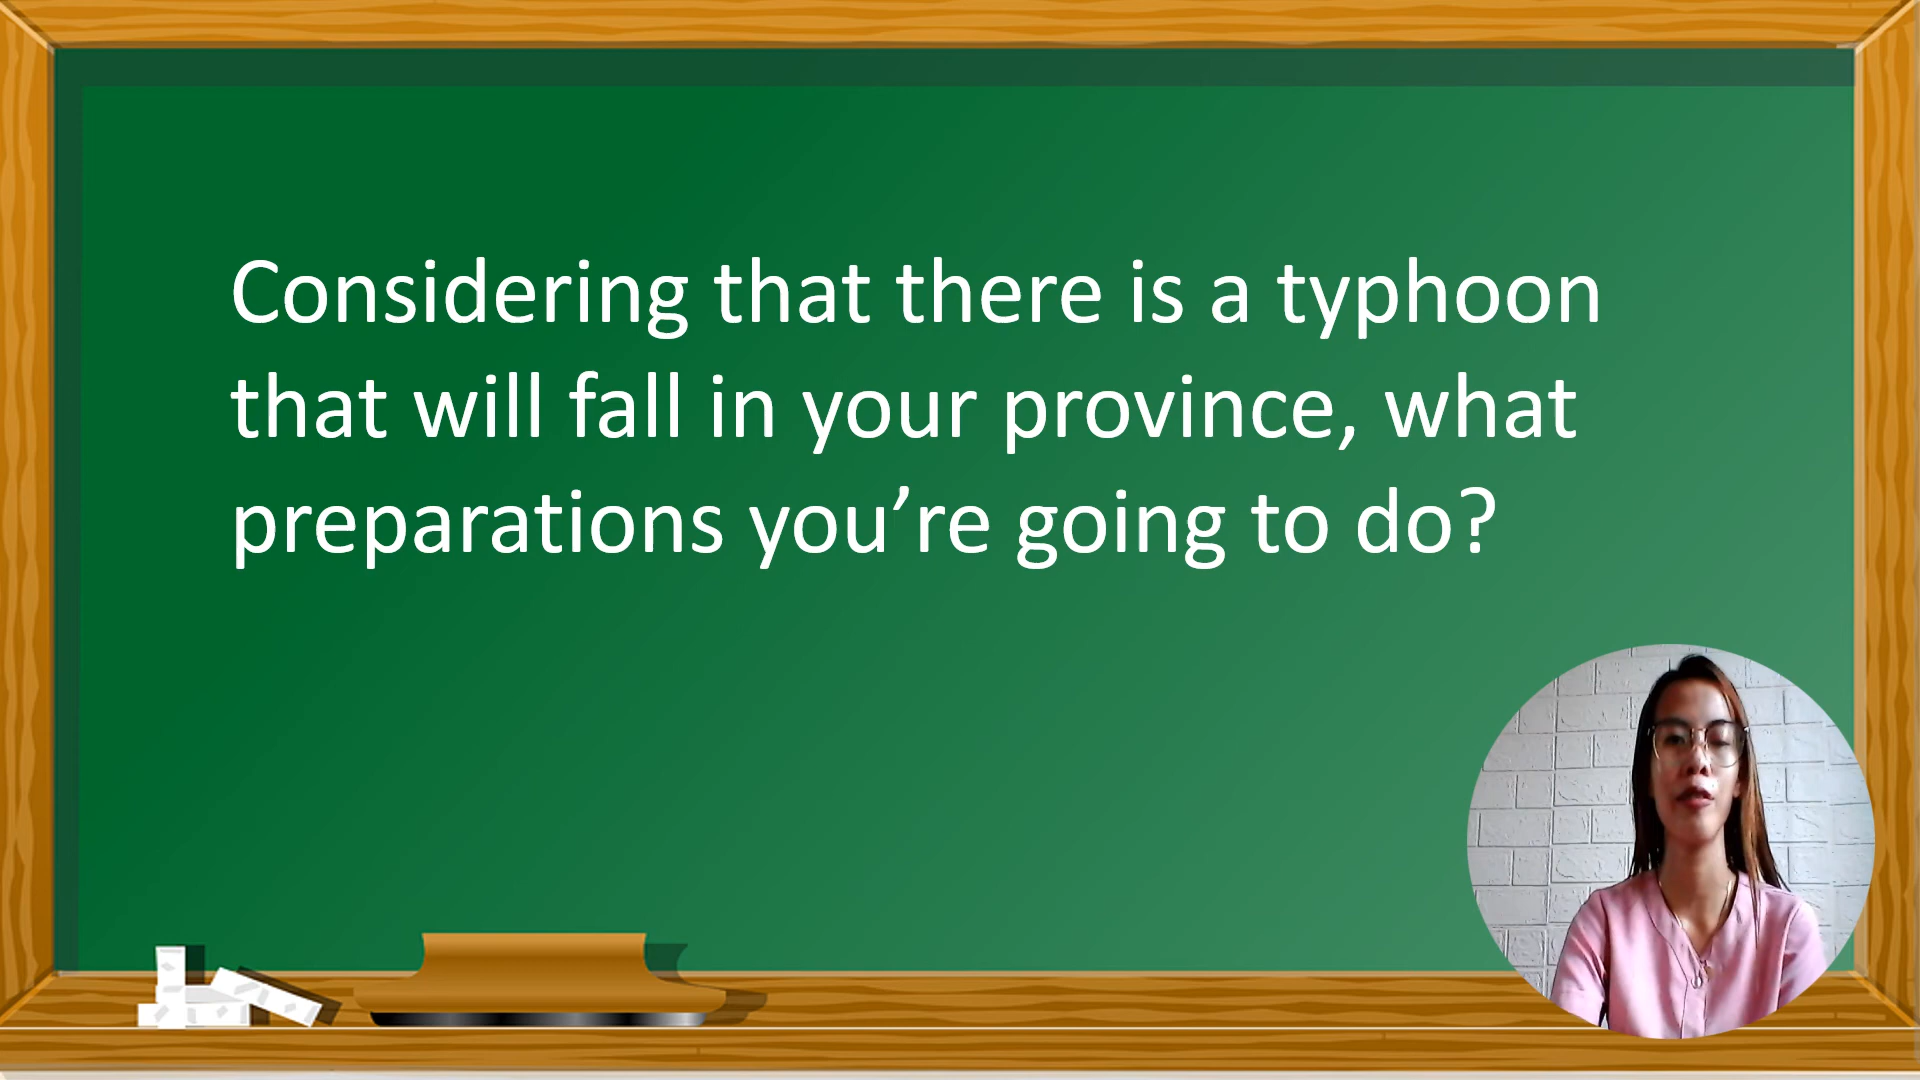 Considering that there is a typhoon
that will fall in your province, what
preparations you’re going to do?